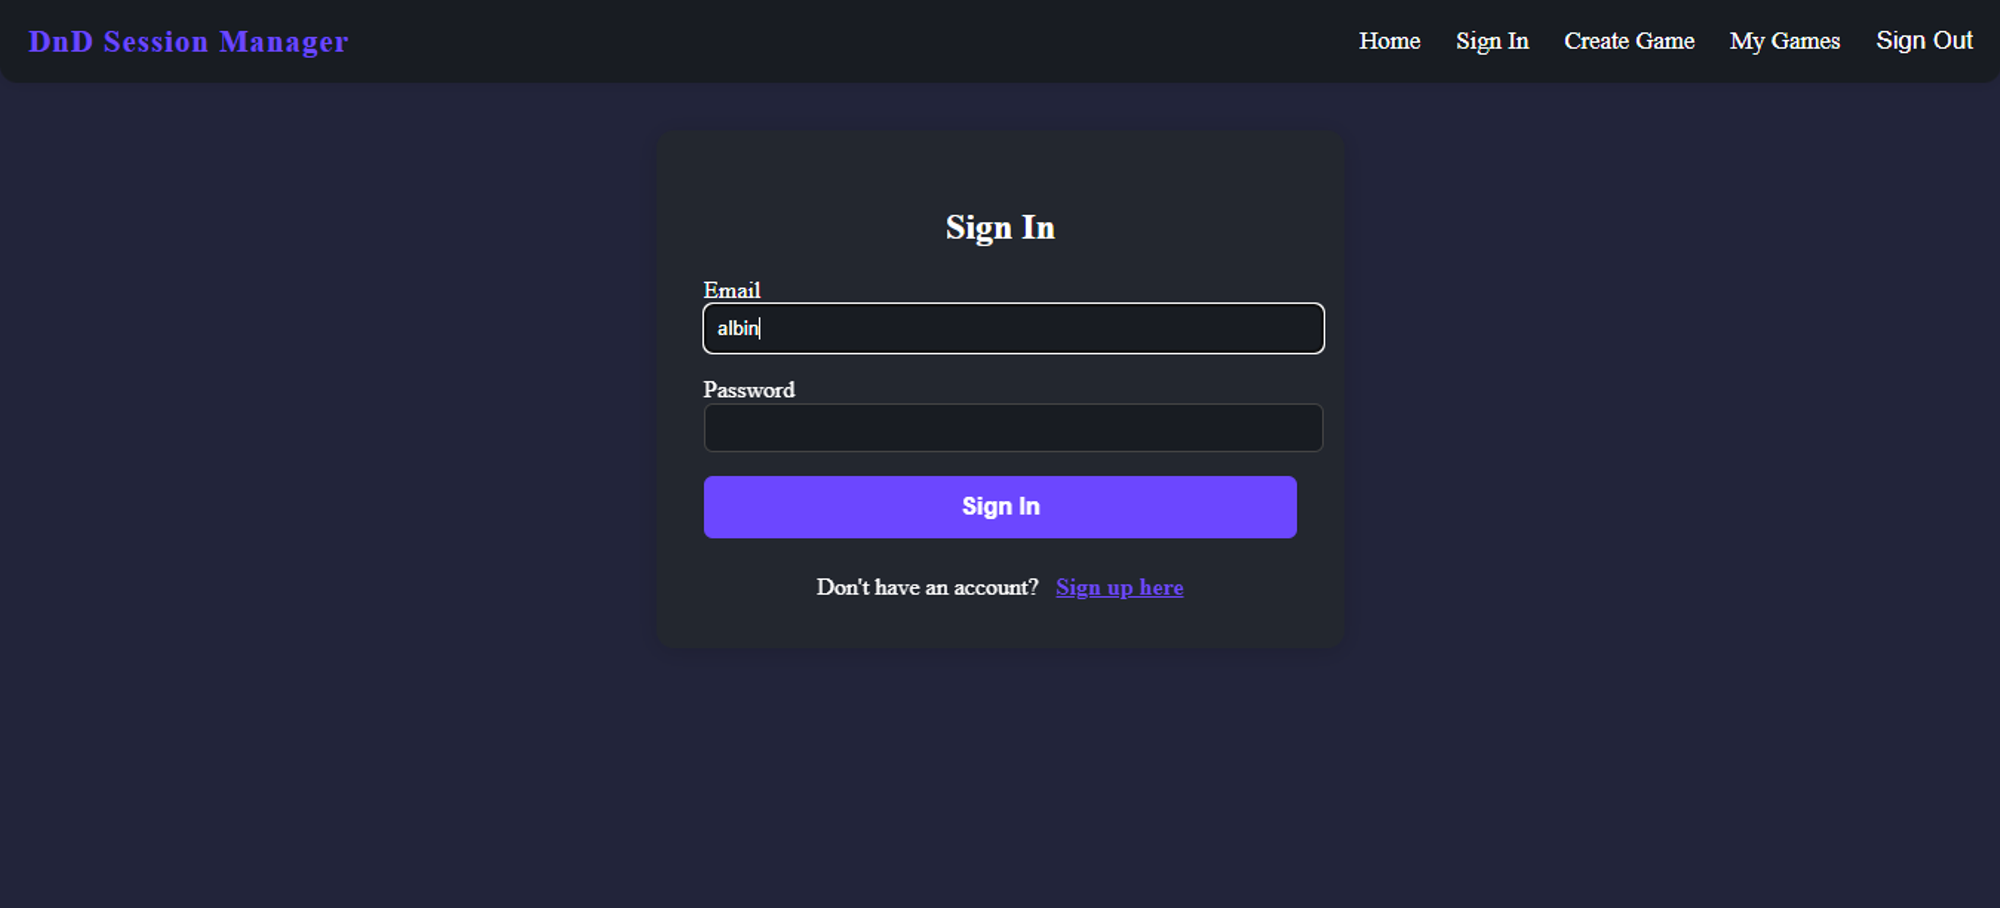 DnD Session Manager
Home Sign In Create Game My Games Sign Out
Sign In
Email
albin
Password
Sign In
Don't have an account? Sign up here